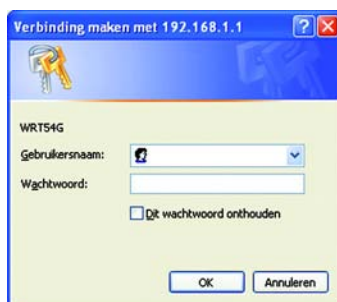 Verbinding maken met 192.168.1.1
WRT54G
Gebruikersnaam:
Wachtwoord:
Dit wachtwoord onthouden
OK
Annuleren